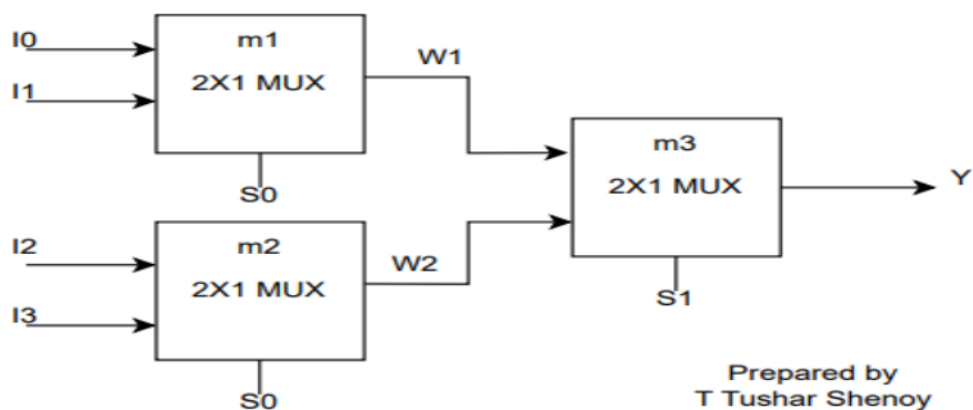 I0
I1
m1
2X1 MUX
S0
W1
I2
I3
m2
2X1 MUX
S0
W2
m3
2X1 MUX
S1
Y
Prepared by
T Tushar Shenoy